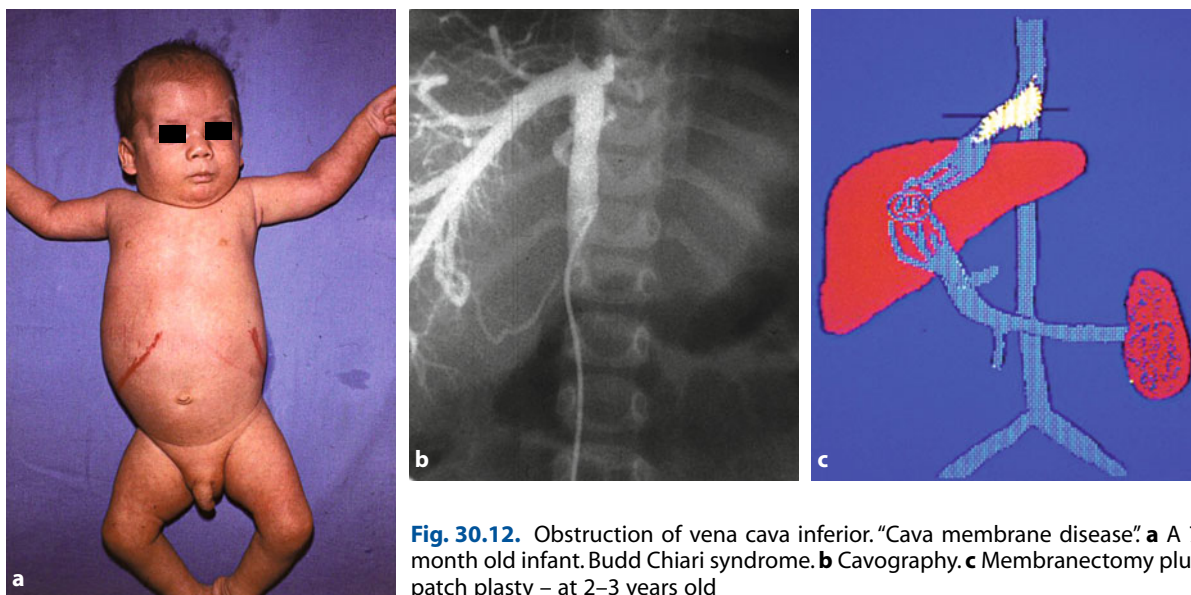 a
b
c
Fig. 30.12. Obstruction of vena cava inferior. “Cava membrane disease”. a A
month old infant. Budd Chiari syndrome. b Cavography. c Membranectomy plu
patch plasty – at 2–3 years old